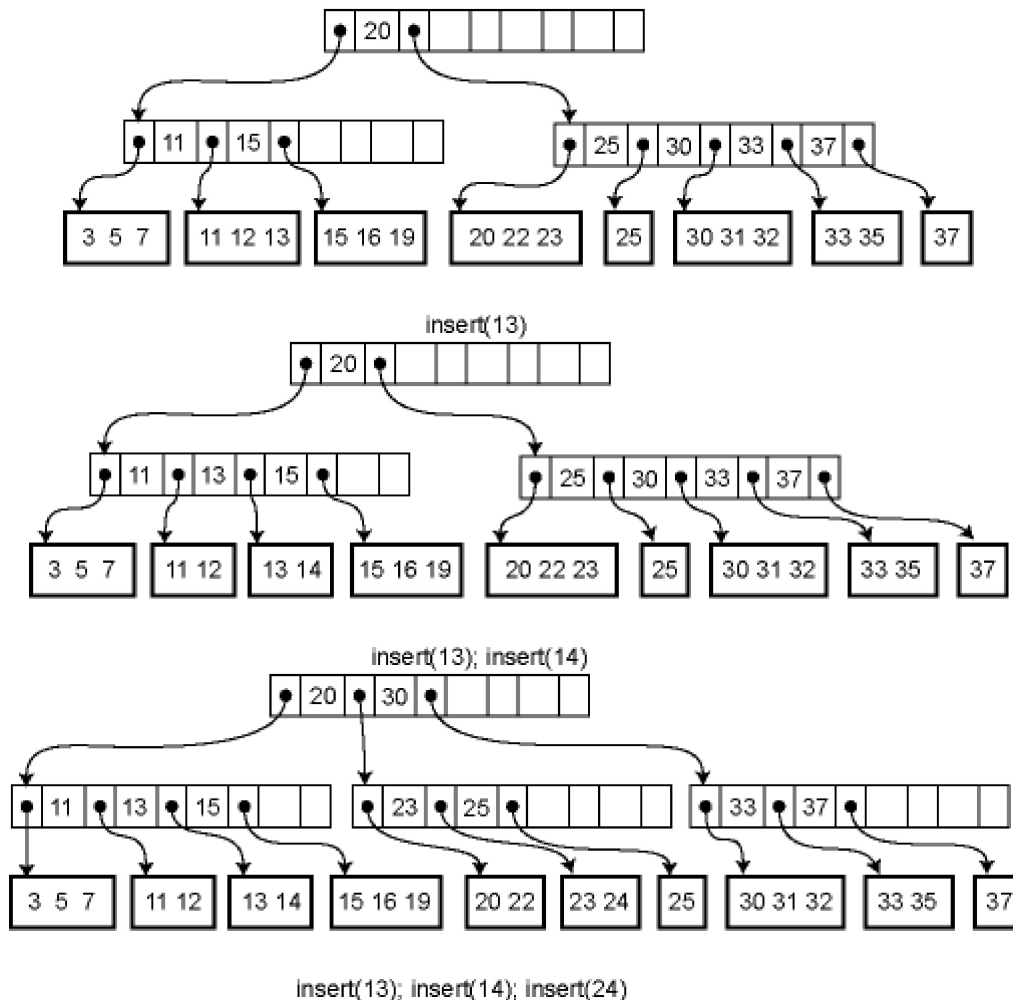 20
11 15
25 30 33 37
3 5 7 11 12 13 15 16 19 20 22 23 25 30 31 32 33 35 37
insert(13)
20
11 13 15
25 30 33 37
3 5 7 11 12 13 14 15 16 19 20 22 23 25 30 31 32 33 35 37
insert(13); insert(14)
20 30
11 13 15 23 25 33 37
3 5 7 11 12 13 14 15 16 19 20 22 23 24 25 30 31 32 33 35 37
insert(13); insert(14); insert(24)